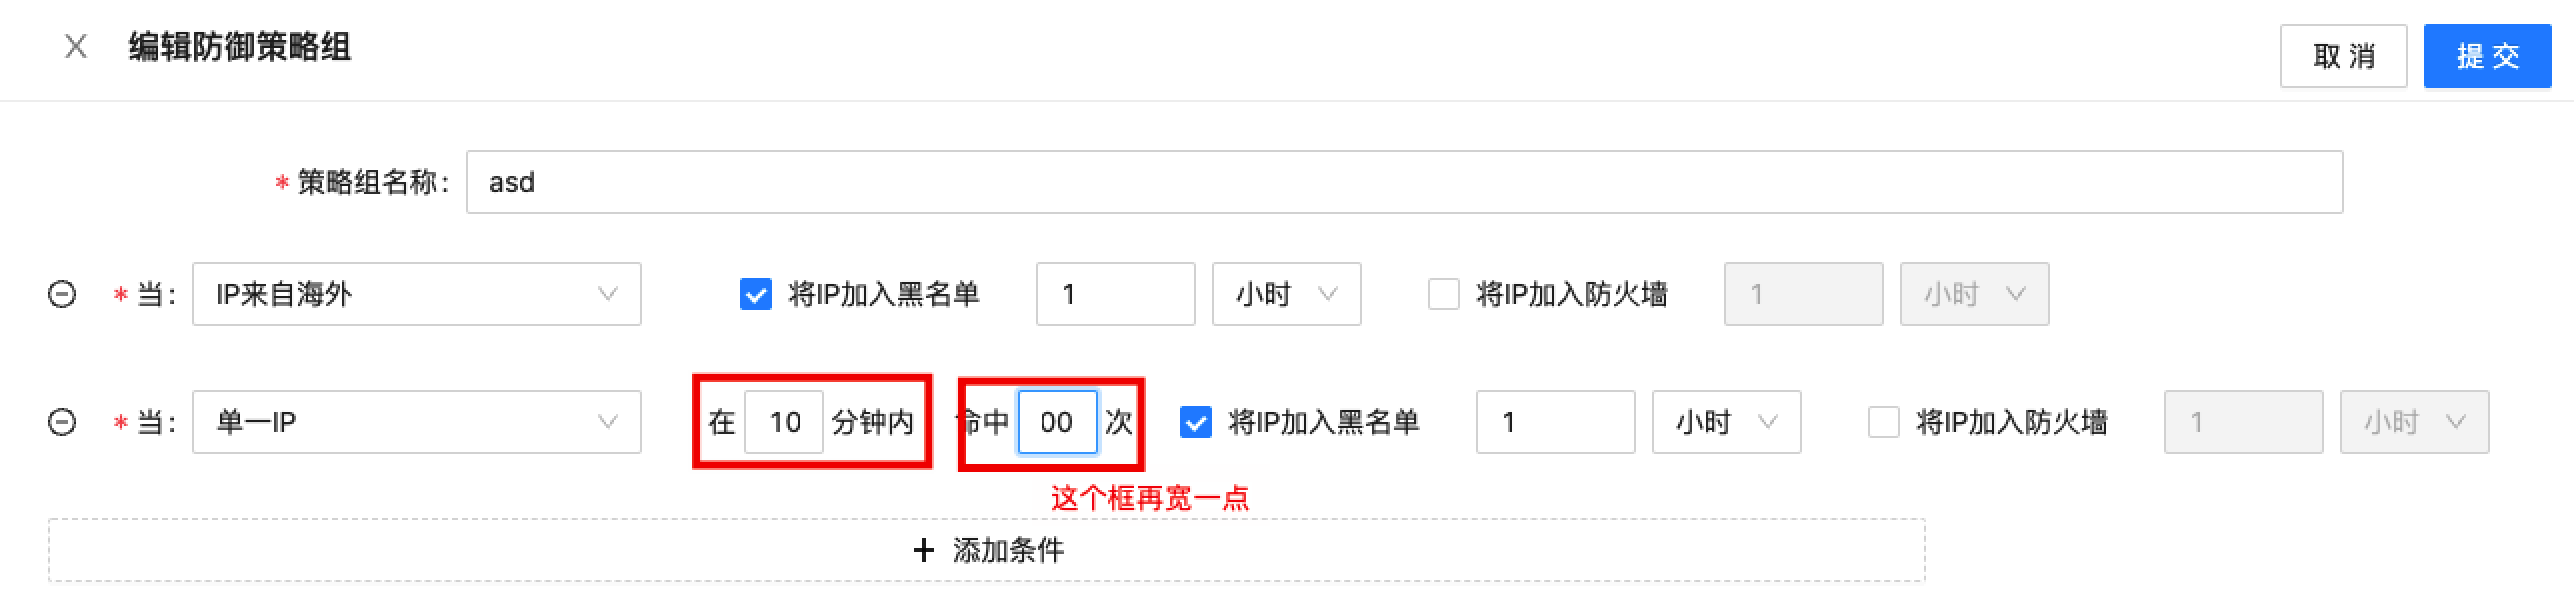 编辑防御策略组
取 消
提 交
* 策略组名称:
asd
* 当:
IP来自海外
将IP加入黑名单
1
小时
将IP加入防火墙
1
小时
* 当:
单一IP
在 10 分钟内
命中 00 次
将IP加入黑名单
1
小时
将IP加入防火墙
1
小时
这个框再宽一点
+ 添加条件